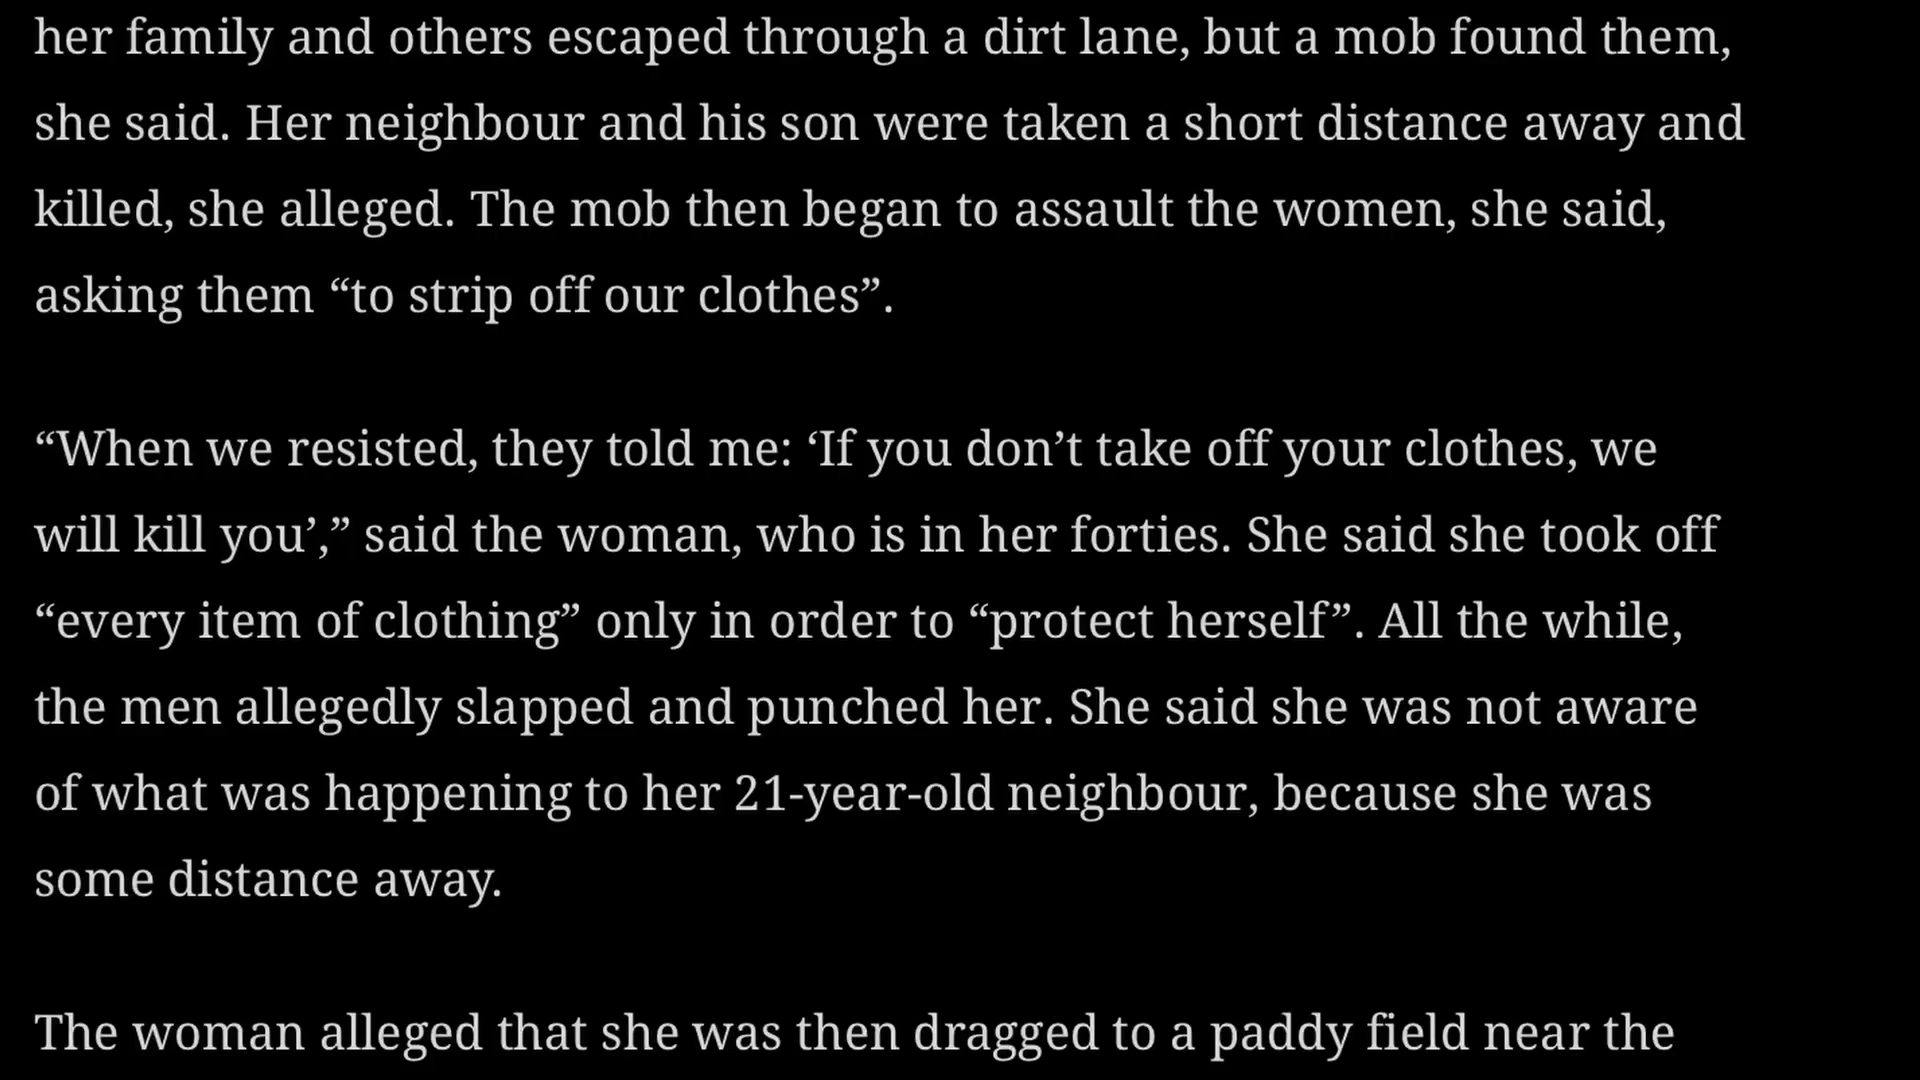 her family and others escaped through a dirt lane, but a mob found them,
she said. Her neighbour and his son were taken a short distance away and
killed, she alleged. The mob then began to assault the women, she said,
asking them “to strip off our clothes”.
“When we resisted, they told me: ‘If you don’t take off your clothes, we
will kill you’,” said the woman, who is in her forties. She said she took off
“every item of clothing” only in order to “protect herself”. All the while,
the men allegedly slapped and punched her. She said she was not aware
of what was happening to her 21-year-old neighbour, because she was
some distance away.
The woman alleged that she was then dragged to a paddy field near the